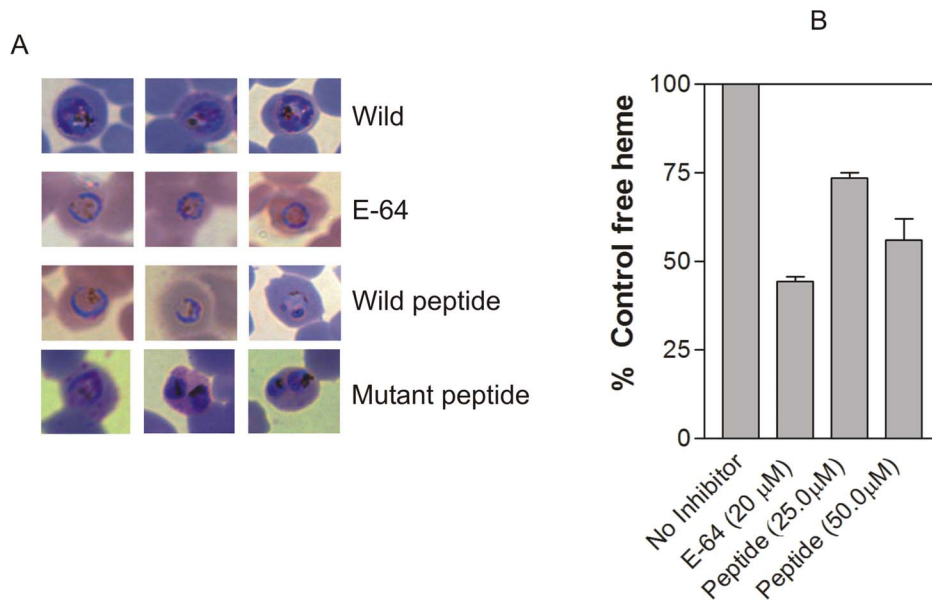 A
Wild
E-64
Wild peptide
Mutant peptide
B
% Control free heme
100
75
50
25
0
No Inhibitor
E-64 (20 μM)
Peptide (25.0μM)
Peptide (50.0μM)